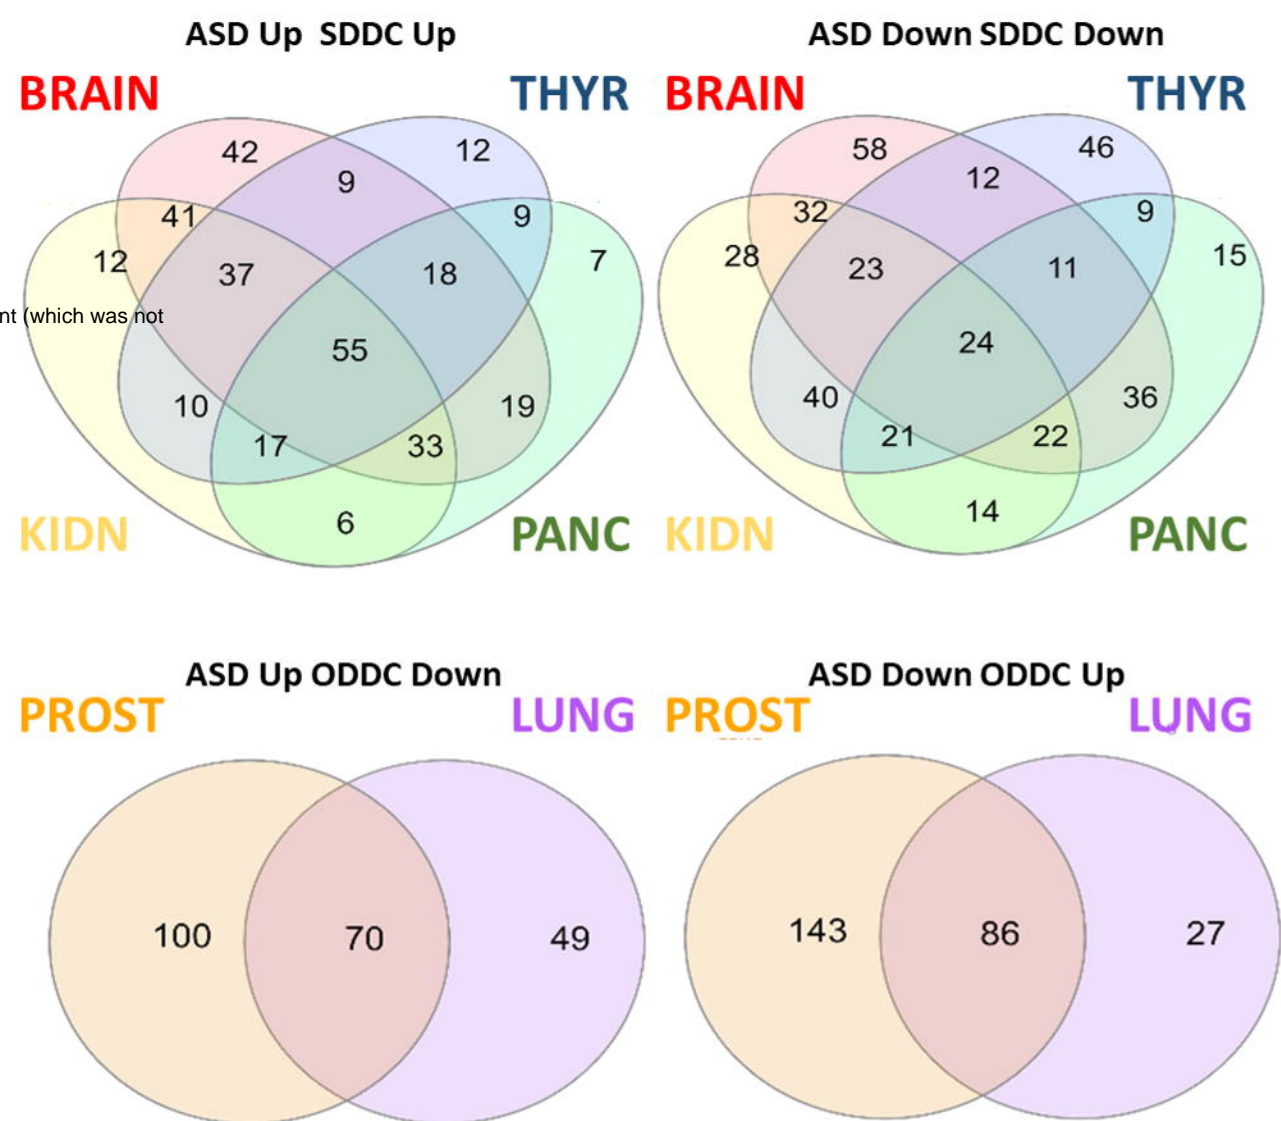 ASD Up SDDC Up
ASD Down SDDC Down
BRAIN THYR
BRAIN THYR
42 12
9
41 9
12 37 18 7
nt (which was not
55
10 19
17 33
6
KIDN PANC
58 46
12
32 9
28 23 11 15
24
40 36
21 22
14
KIDN PANC
ASD Up ODDC Down
PROST LUNG
100 70 49
ASD Down ODDC Up
PROST LUNG
143 86 27